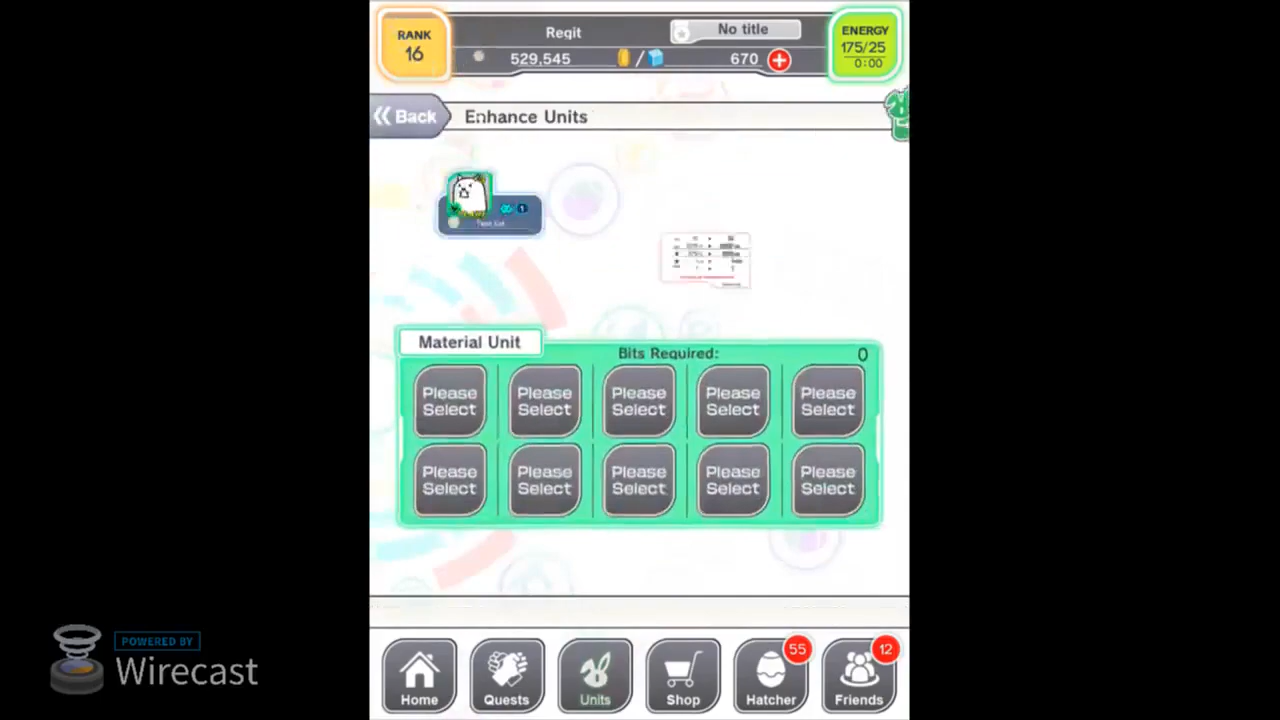 RANK
16
Reqit
No title
529,545
/
670
ENERGY
175/25
0:00
Back
Enhance Units
1
Material Unit
Bits Required:
0
Please Select
Please Select
Please Select
Please Select
Please Select
Please Select
Please Select
Please Select
Please Select
Please Select
POWERED BY
Wirecast
Home
Quests
Units
Shop
55
Hatcher
12
Friends